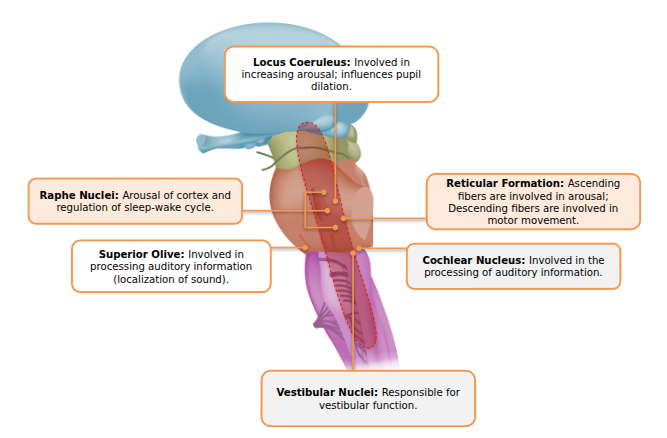 Locus Coeruleus: Involved in
increasing arousal; influences pupil
dilation.
Raphe Nuclei: Arousal of cortex and
regulation of sleep-wake cycle.
Reticular Formation: Ascending
fibers are involved in arousal;
Descending fibers are involved in
motor movement.
Superior Olive: Involved in
processing auditory information
(localization of sound).
Cochlear Nucleus: Involved in the
processing of auditory information.
Vestibular Nuclei: Responsible for
vestibular function.